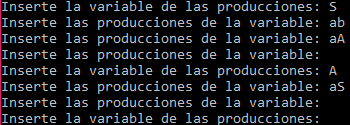 Inserte la variable de las producciones: S
Inserte las producciones de la variable: ab
Inserte las producciones de la variable: aA
Inserte las producciones de la variable:
Inserte la variable de las producciones: A
Inserte las producciones de la variable: aS
Inserte las producciones de la variable:
Inserte la variable de las producciones: